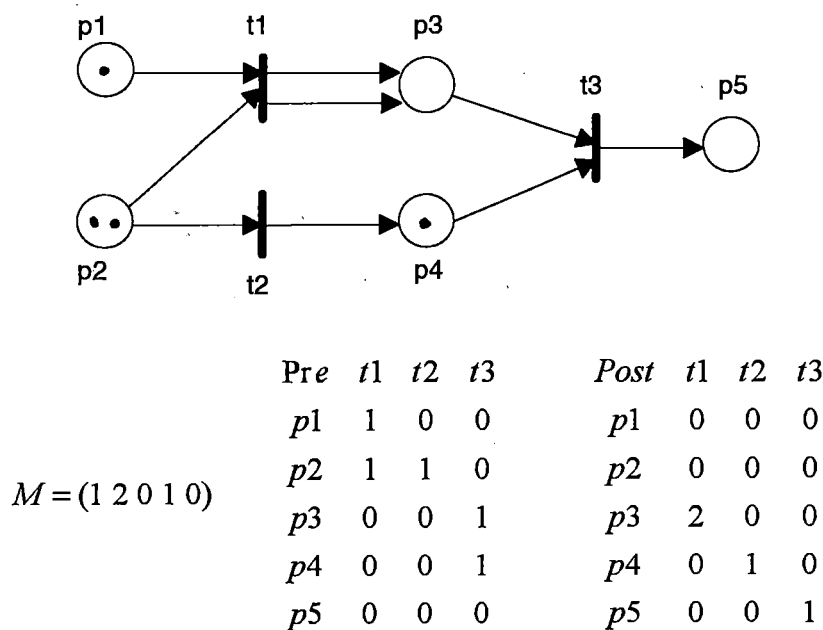 p1 t1 p3
t3 p5
p2 t2 p4
Pre t1 t2 t3
p1 1 0 0
p2 1 1 0
p3 0 0 1
p4 0 0 1
p5 0 0 0
M = (1 2 0 1 0)
Post t1 t2 t3
p1 0 0 0
p2 0 0 0
p3 2 0 0
p4 0 1 0
p5 0 0 1